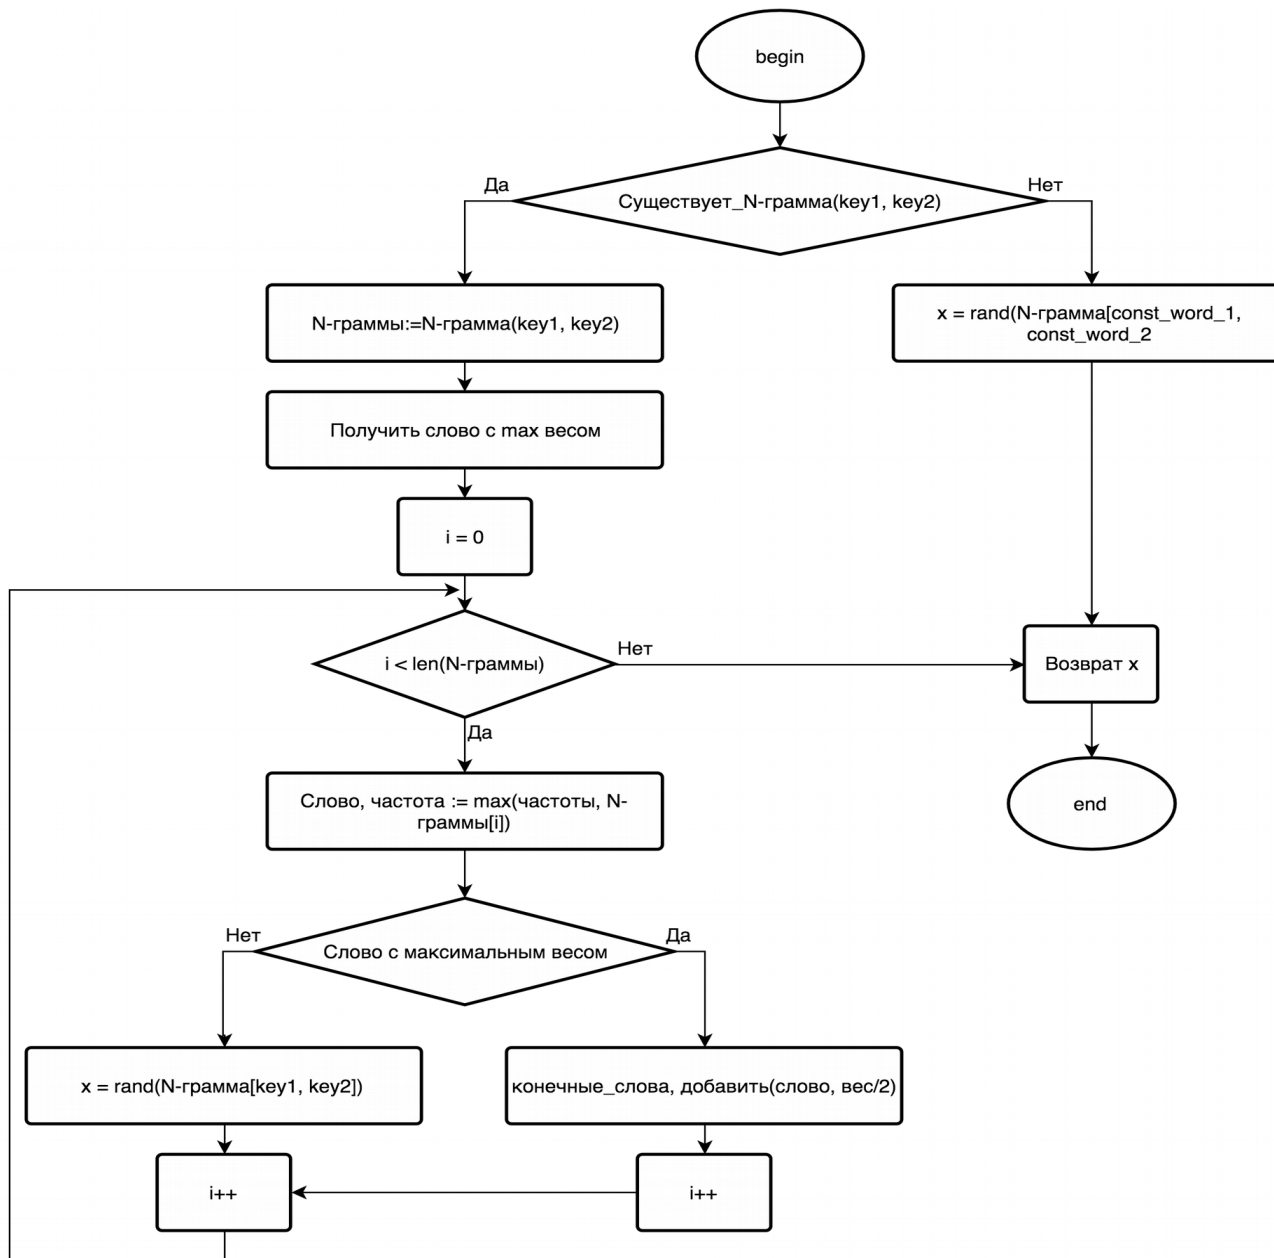 begin
Да
Существует_N-грамма(key1, key2)
Нет
N-граммы:=N-грамма(key1, key2)
x = rand(N-грамма[const_word_1,
const_word_2
Получить слово с max весом
i = 0
i < len(N-граммы)
Нет
Возврат x
Да
Слово, частота := max(частоты, N-
граммы[i])
end
Нет
Слово с максимальным весом
Да
x = rand(N-грамма[key1, key2])
конечные_слова, добавить(слово, вес/2)
i++
i++